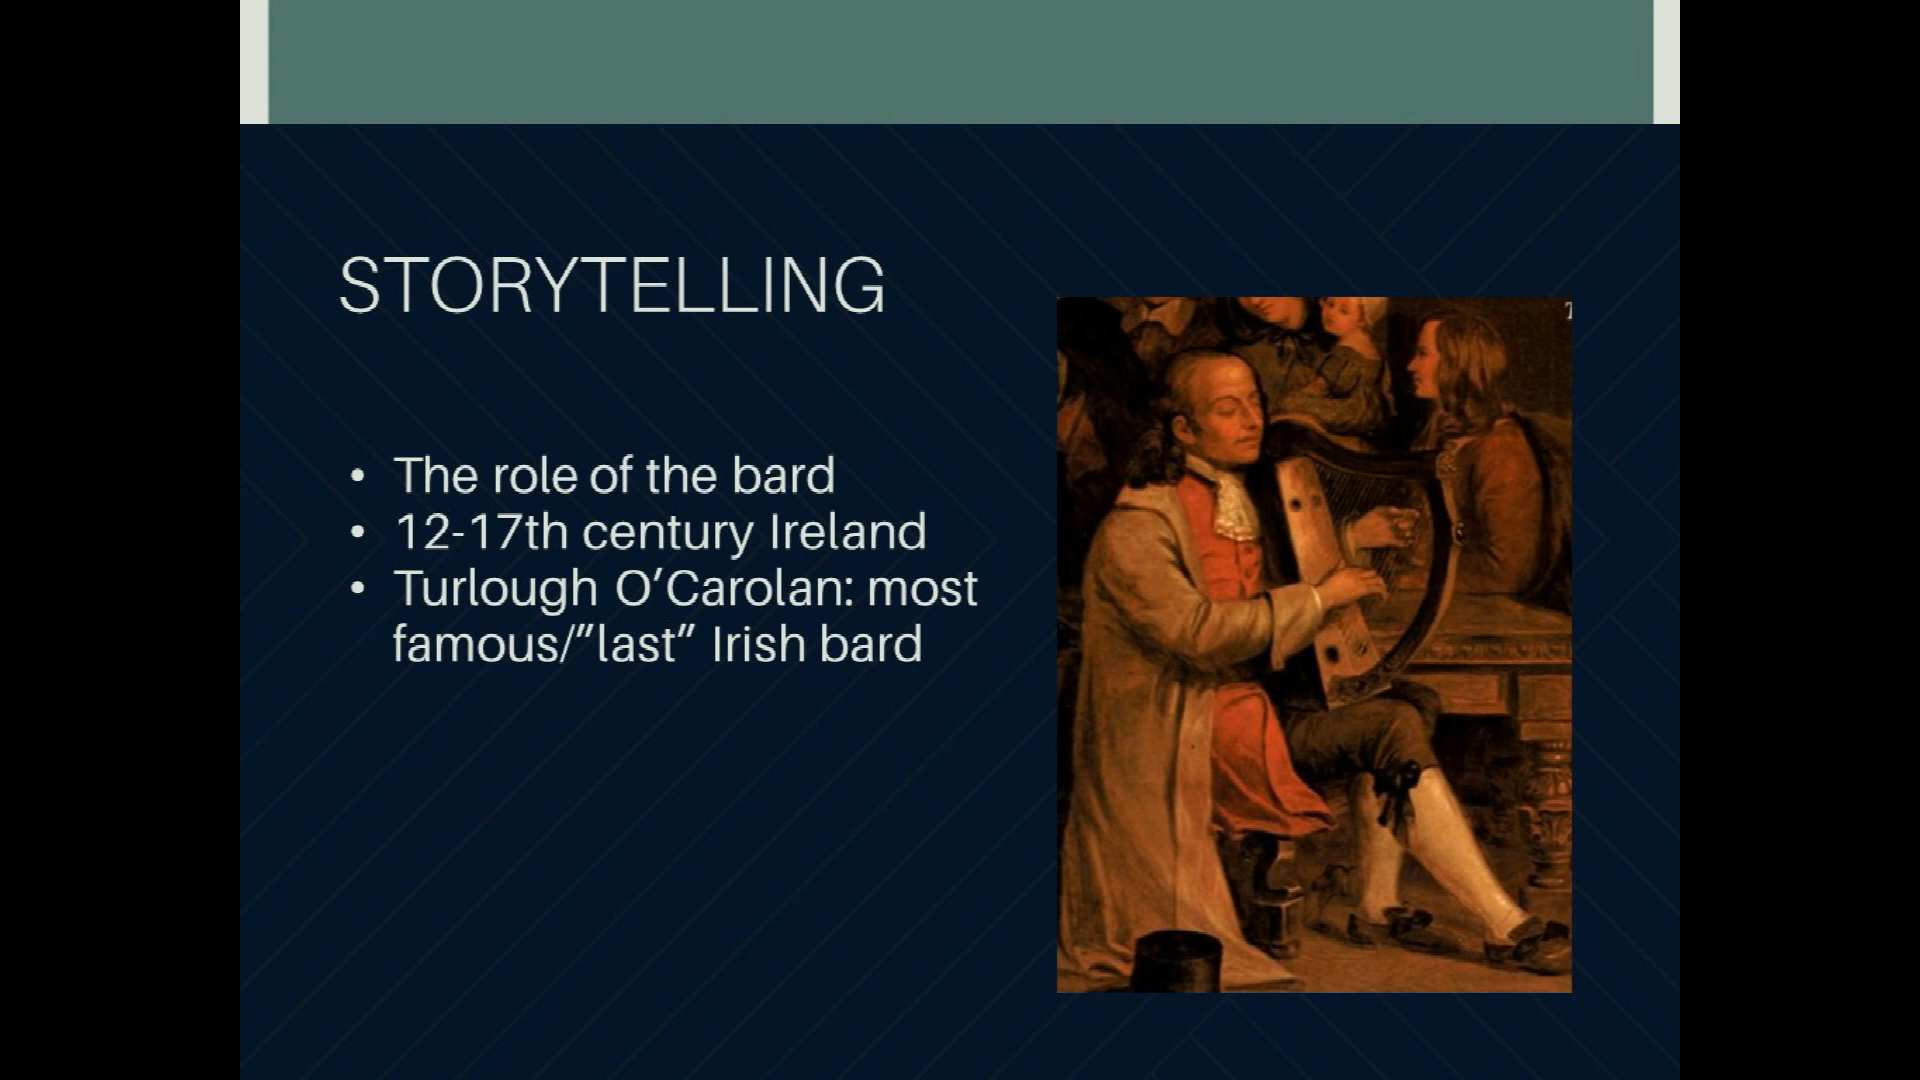 STORYTELLING
• The role of the bard
• 12-17th century Ireland
• Turlough O’Carolan: most
famous/”last” Irish bard